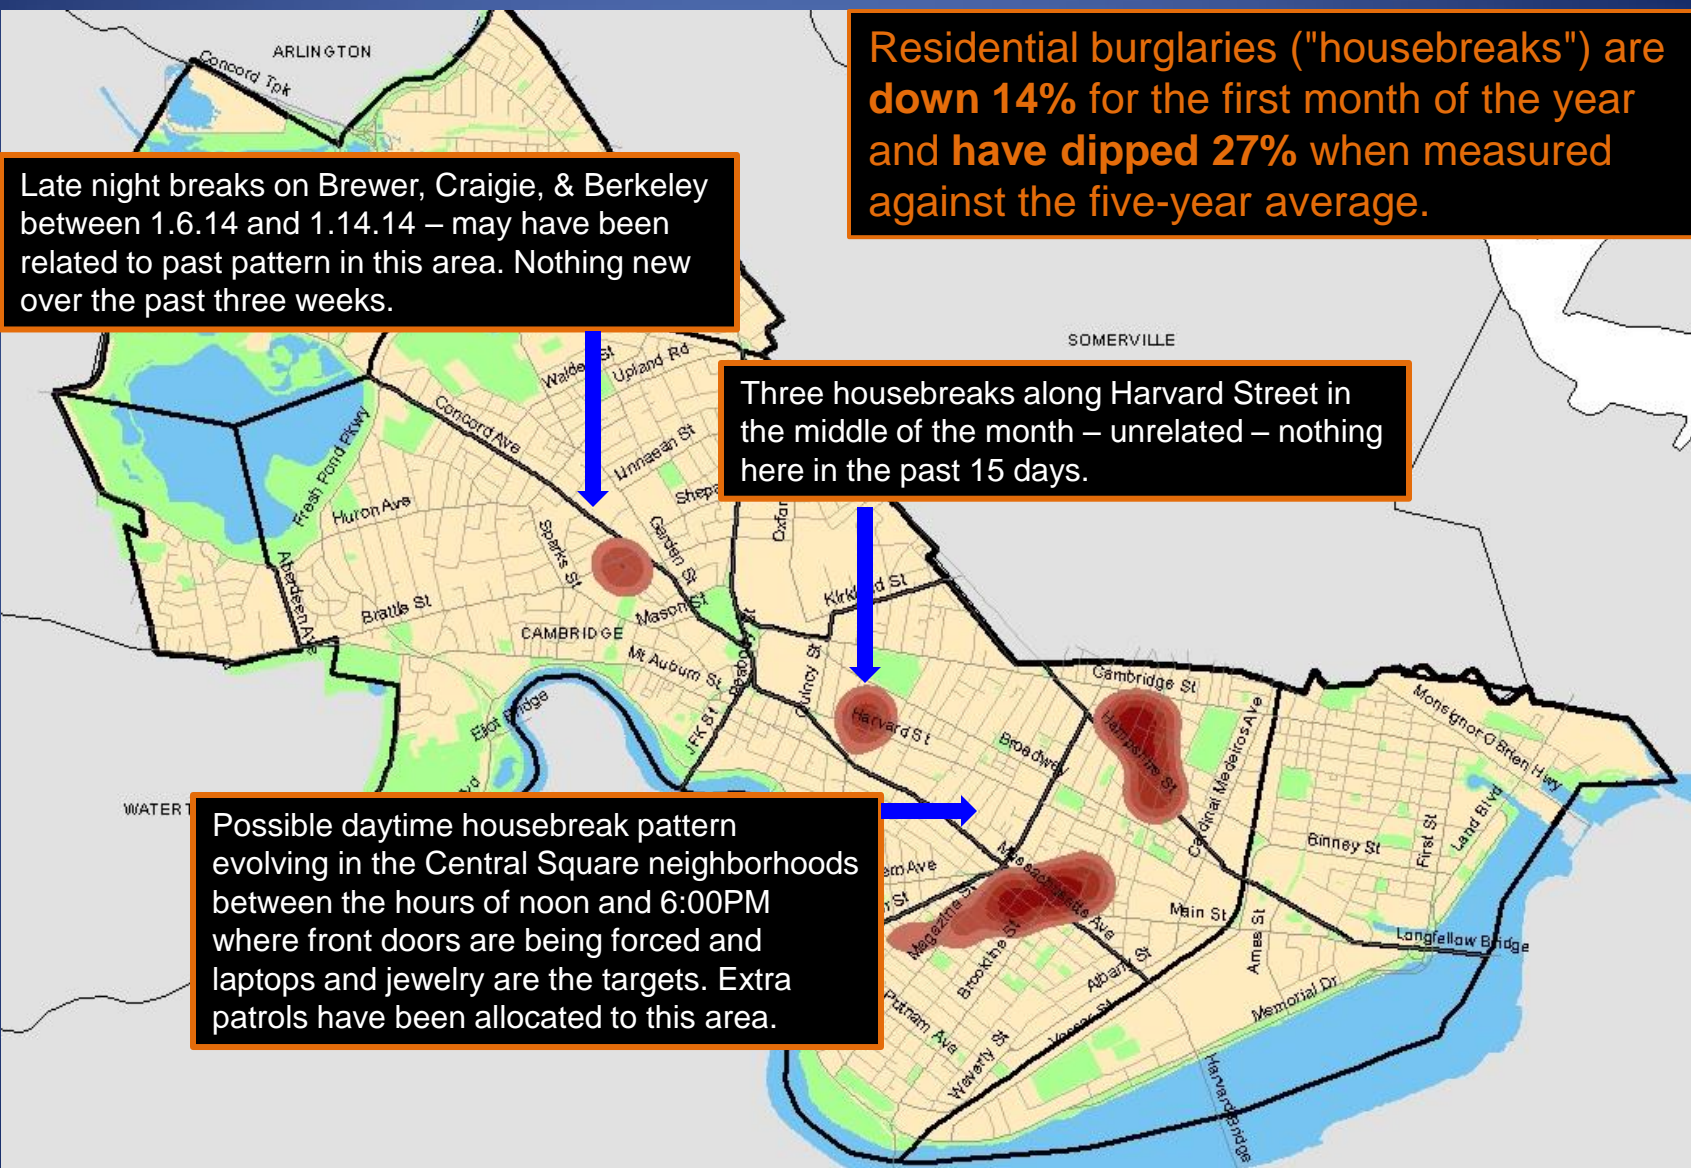 Residential burglaries ("housebreaks") are
down 14% for the first month of the year
and have dipped 27% when measured
against the five-year average.
ARLINGTON
Concord Tpk
Late night breaks on Brewer, Craigie, & Berkeley
between 1.6.14 and 1.14.14 – may have been
related to past pattern in this area. Nothing new
over the past three weeks.
SOMERVILLE
Upland Rd
Three housebreaks along Harvard Street in
the middle of the month – unrelated – nothing
here in the past 15 days.
Concord Ave
Linnaean St
Fresh Pond Pkwy
Huron Ave
Sparks St
Garden St
Aberdeen Ave
Brattle St
Mason St
CAMBRIDGE
Mt Auburn St
Quincy St
JFK St
Harvard St
Broadway
Cambridge St
Hampshire St
Cardinal Medeiros Ave
Monsignor O'Brien Hwy
Possible daytime housebreak pattern
evolving in the Central Square neighborhoods
between the hours of noon and 6:00PM
where front doors are being forced and
laptops and jewelry are the targets. Extra
patrols have been allocated to this area.
Massachusetts Ave
Magazine St
Brookline St
Main St
Albany St
Ames St
Binney St
First St
Land Blvd
Longfellow Bridge
Memorial Dr
Vassar St
Waverly St
Putnam Ave
Harvard Bridge